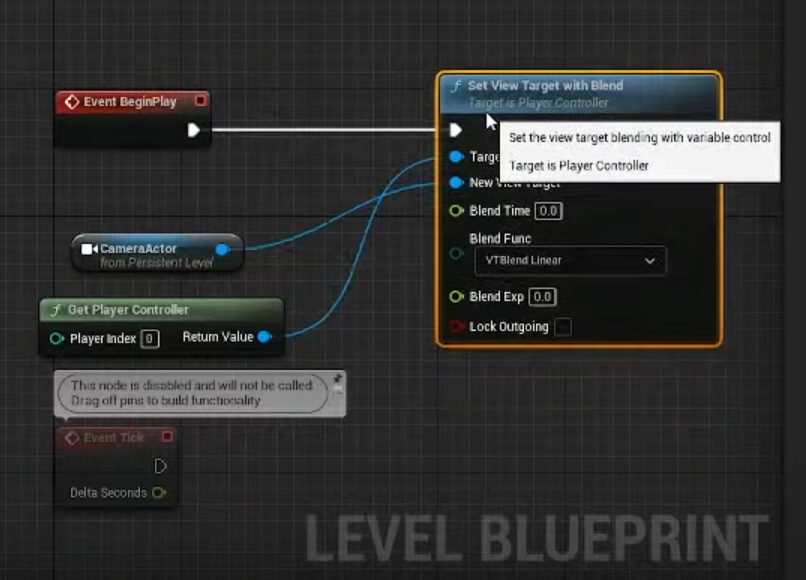 Event BeginPlay
f Set View Target with Blend
Target is Player Controller
Set the view target blending with variable control
Target is Player Controller
Targe
New View Target
Blend Time 0.0
Blend Func
VTBlend Linear
Blend Exp 0.0
Lock Outgoing
CameraActor
from Persistent Level
f Get Player Controller
Player Index 0 Return Value
This node is disabled and will not be called.
Drag off pins to build functionality
Event Tick
Delta Seconds
LEVEL BLUEPRINT